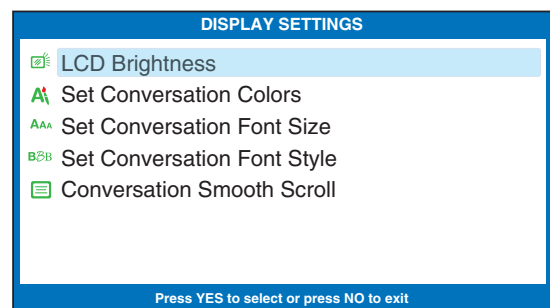 DISPLAY SETTINGS
LCD Brightness
Set Conversation Colors
Set Conversation Font Size
Set Conversation Font Style
Conversation Smooth Scroll
Press YES to select or press NO to exit